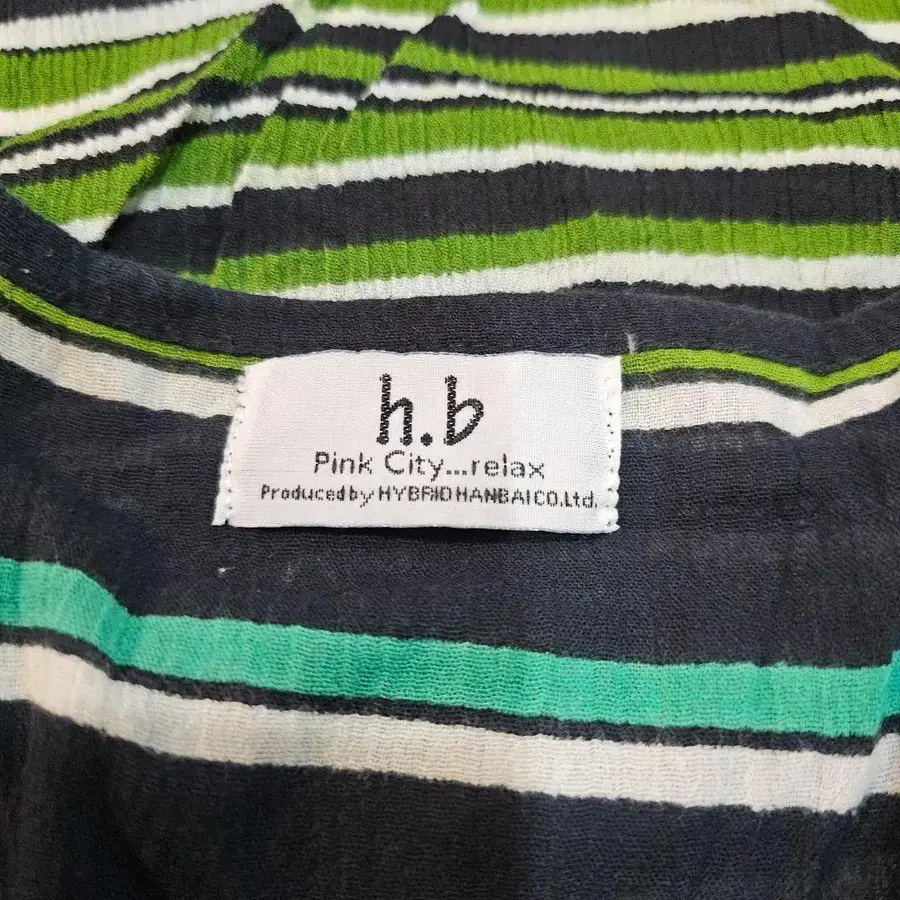 h.b
Pink City...relax
Produced by HYBRID HANBAI CO.Ltd.